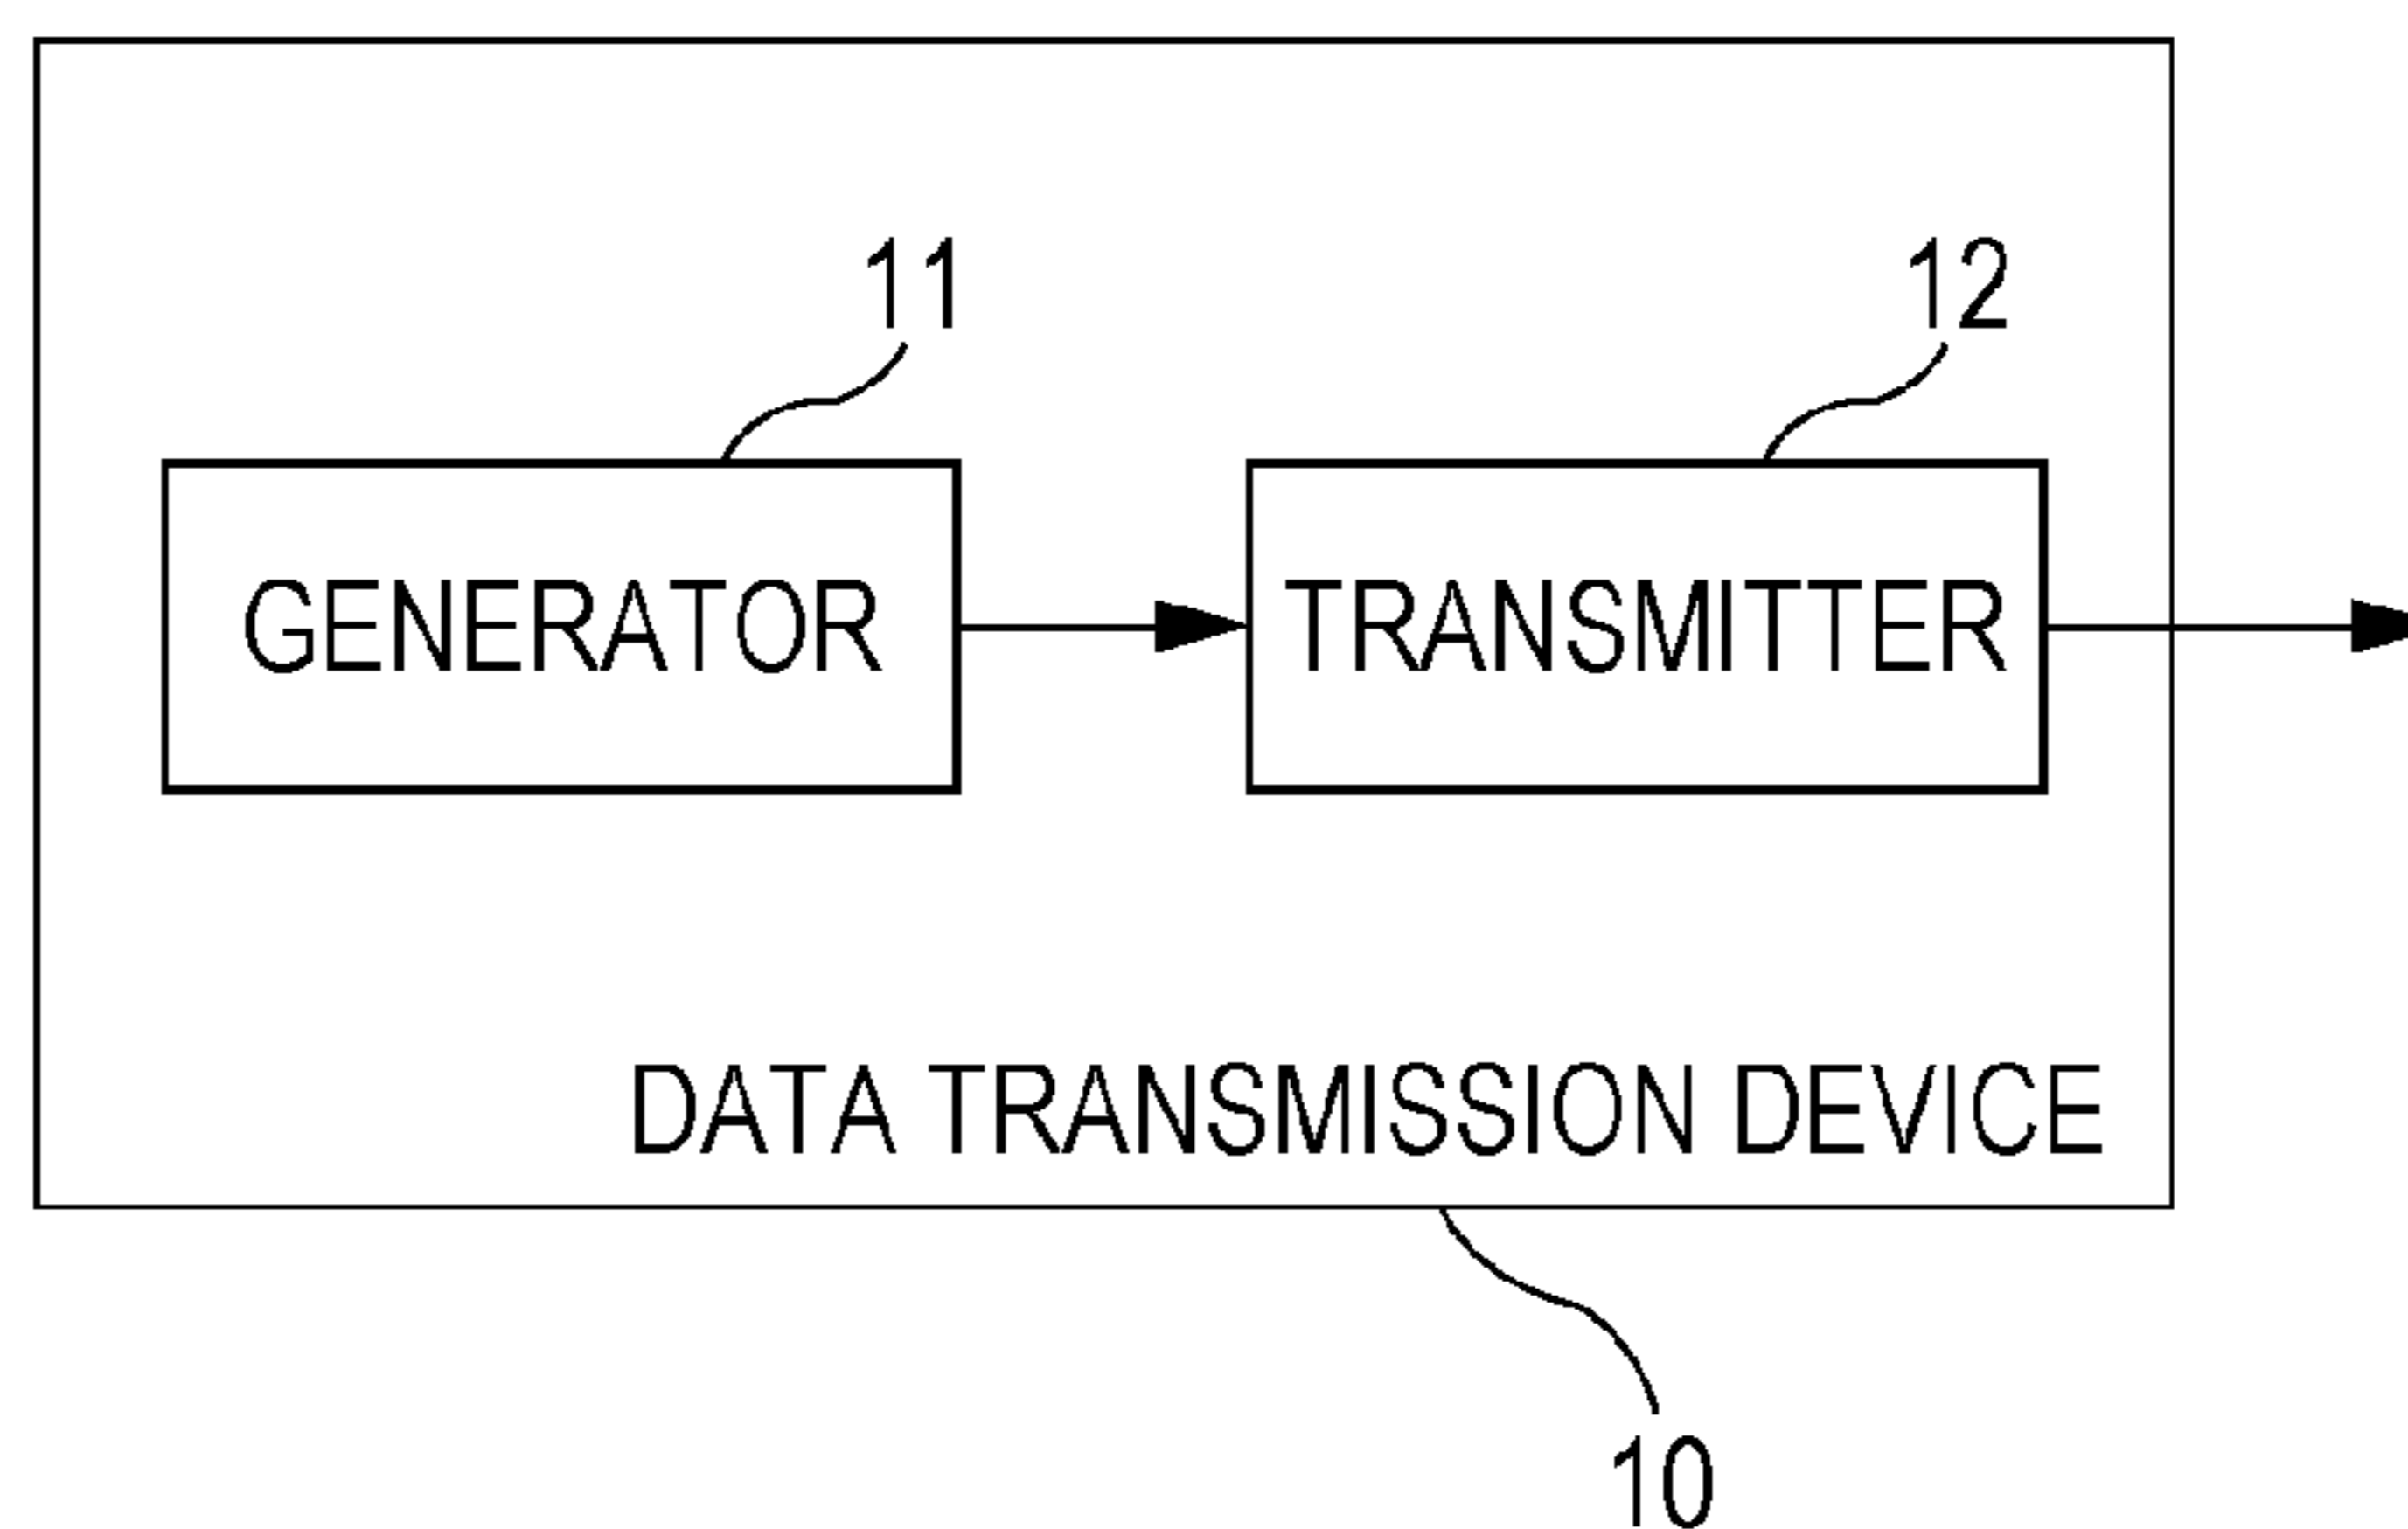 11
12
GENERATOR
TRANSMITTER
DATA TRANSMISSION DEVICE
10